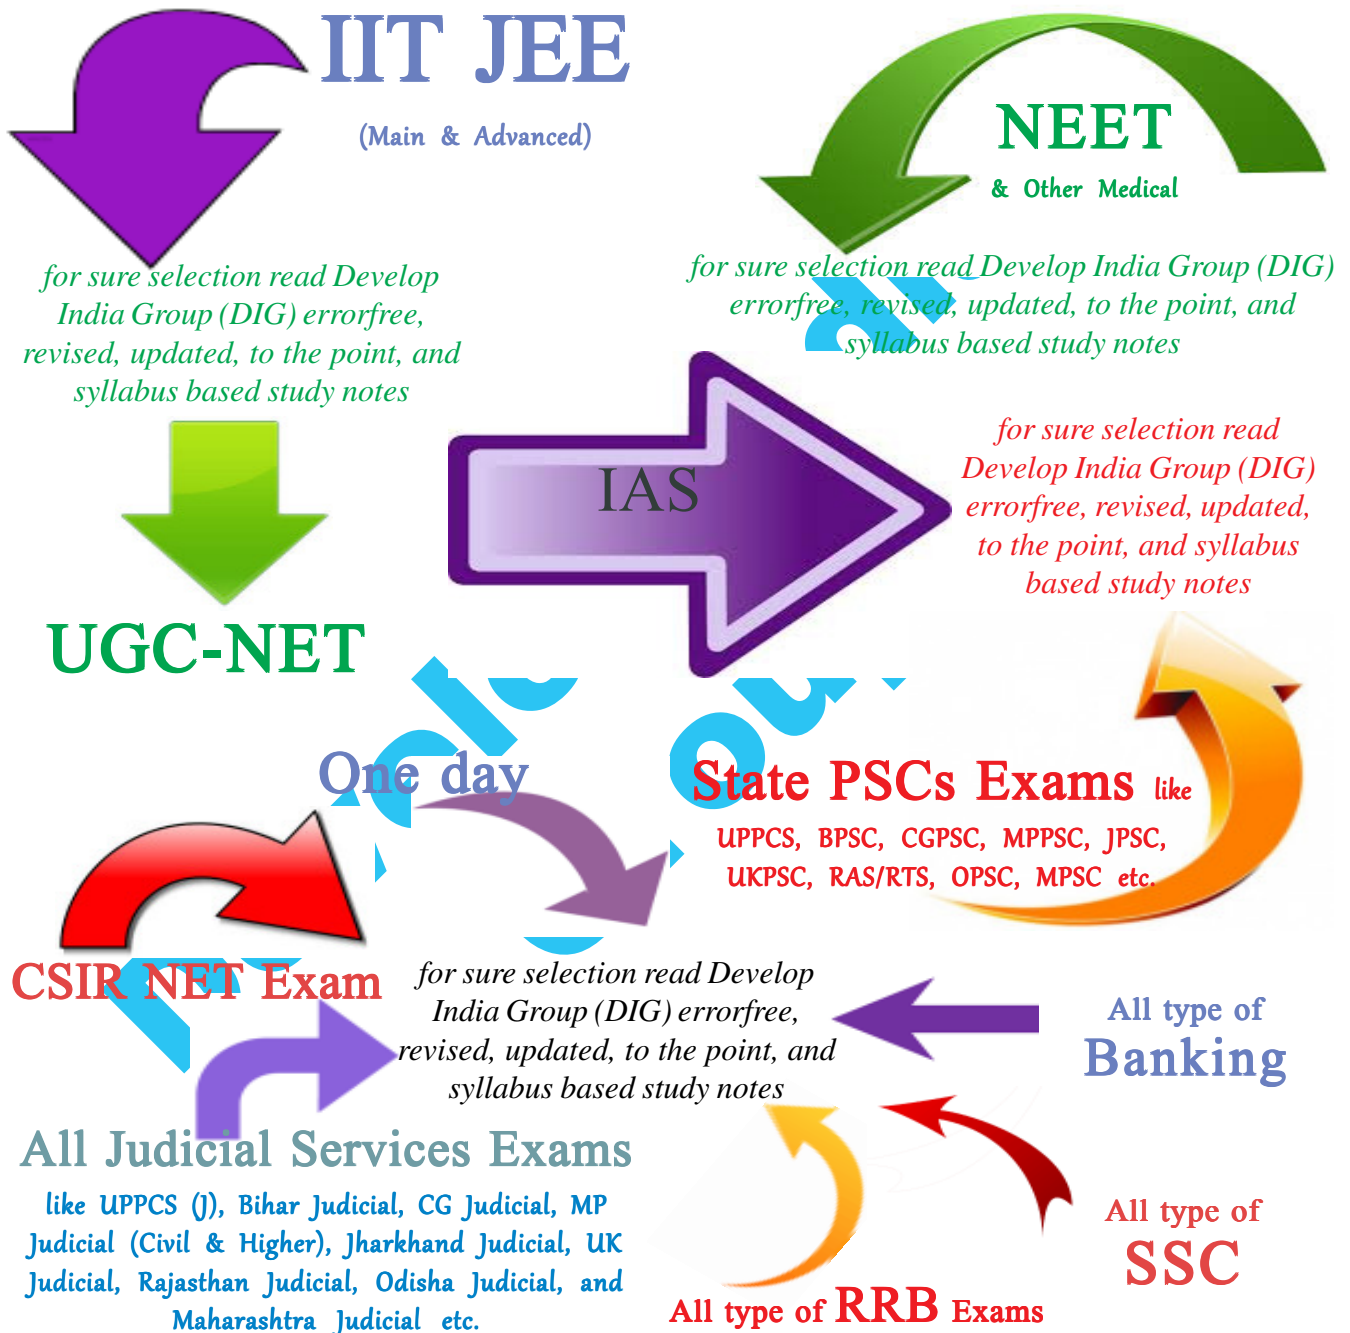 IIT JEE
(Main & Advanced)
for sure selection read Develop
India Group (DIG) errorfree,
revised, updated, to the point, and
syllabus based study notes
NEET
& Other Medical
for sure selection read Develop India Group (DIG)
errorfree, revised, updated, to the point, and
syllabus based study notes
IAS
for sure selection read
Develop India Group (DIG)
errorfree, revised, updated,
to the point, and syllabus
based study notes
UGC-NET
One day
State PSCs Exams like
UPPCS, BPSC, CGPSC, MPPSC, JPSC,
UKPSC, RAS/RTS, OPSC, MPSC etc.
CSIR NET Exam
for sure selection read Develop
India Group (DIG) errorfree,
revised, updated, to the point, and
syllabus based study notes
All type of
Banking
All Judicial Services Exams
like UPPCS (J), Bihar Judicial, CG Judicial, MP
Judicial (Civil & Higher), Jharkhand Judicial, UK
Judicial, Rajasthan Judicial, Odisha Judicial, and
Maharashtra Judicial etc.
All type of RRB Exams
All type of
SSC